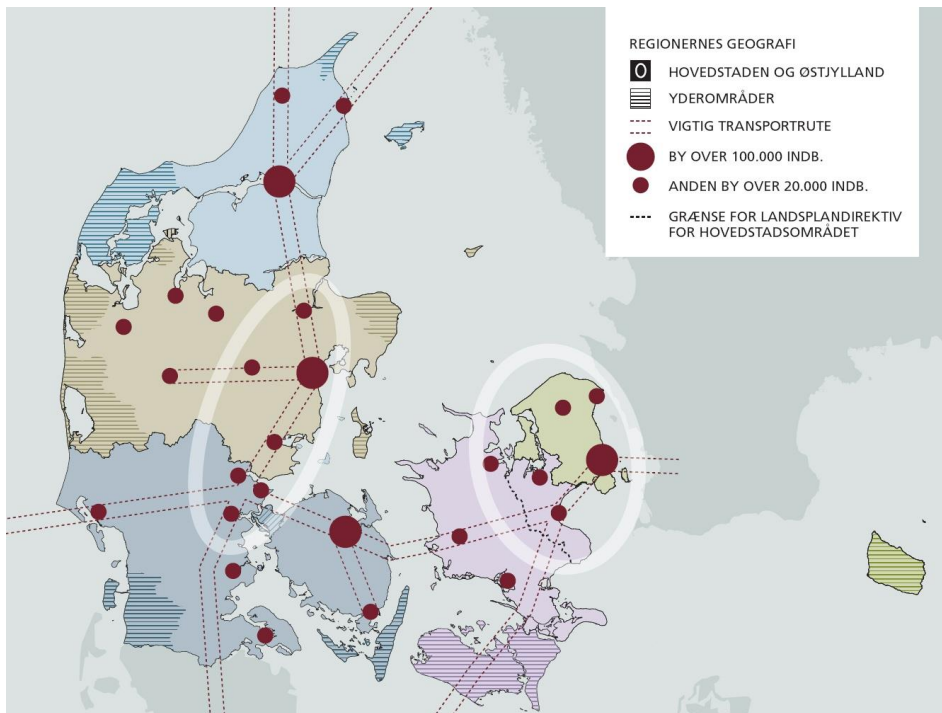 REGIONERNES GEOGRAFI
HOVEDSTADEN OG ØSTJYLLAND
YDEROMRÅDER
VIGTIG TRANSPORTRUTE
BY OVER 100.000 INDB.
ANDEN BY OVER 20.000 INDB.
GRÆNSE FOR LANDSPLANDIREKTIV
FOR HOVEDSTADSOMRÅDET